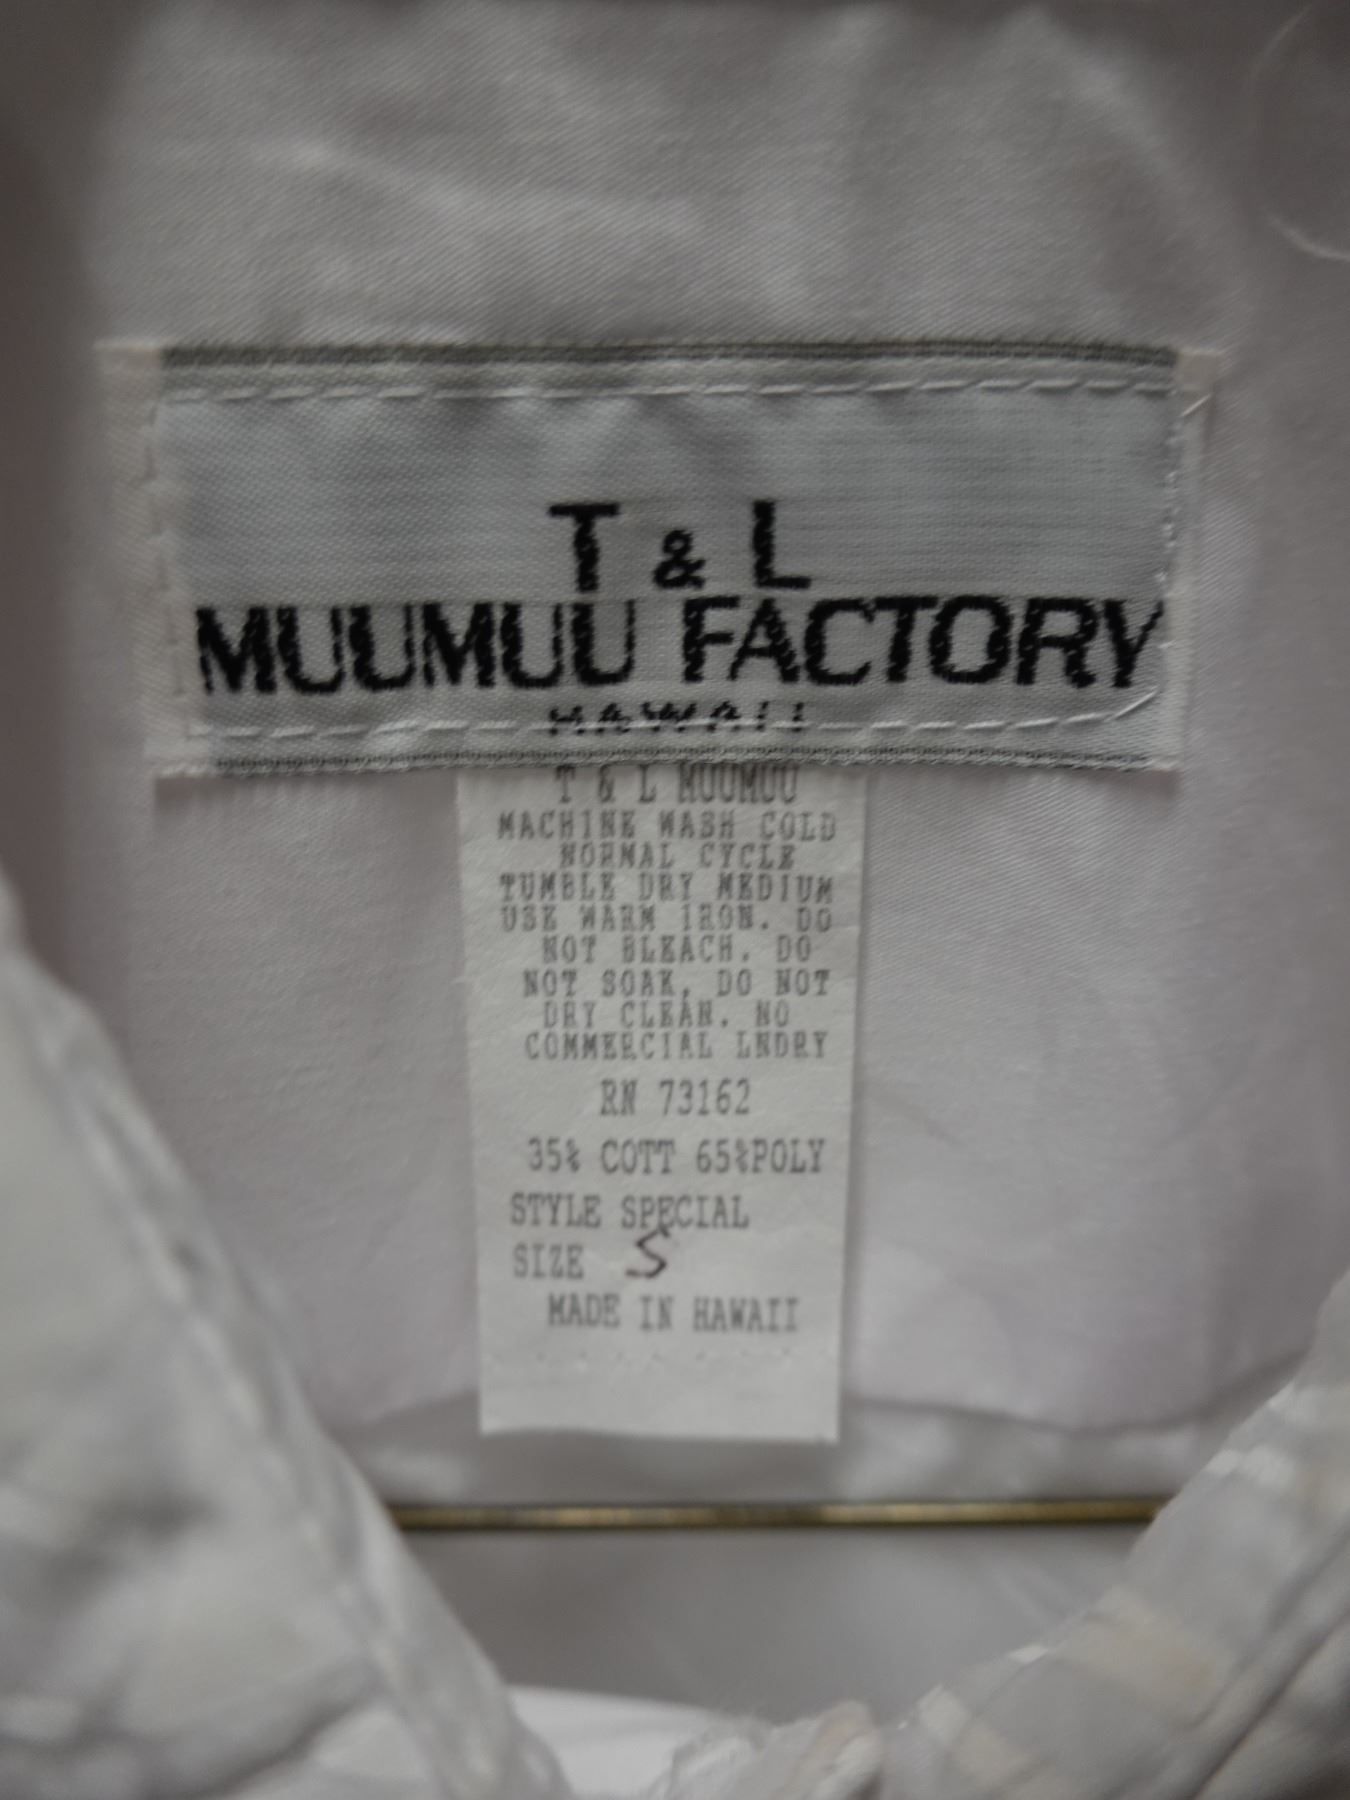 T & L
MUUMUU FACTORY
HAWAII
T & L MUUMUU
MACHINE WASH COLD
NORMAL CYCLE
TUMBLE DRY MEDIUM
USE WARM IRON. DO
NOT BLEACH. DO
NOT SOAK, DO NOT
DRY CLEAN. NO
COMMERCIAL LNDRY
RN 73162
35% COTT 65%POLY
STYLE SPECIAL
SIZE S
MADE IN HAWAII